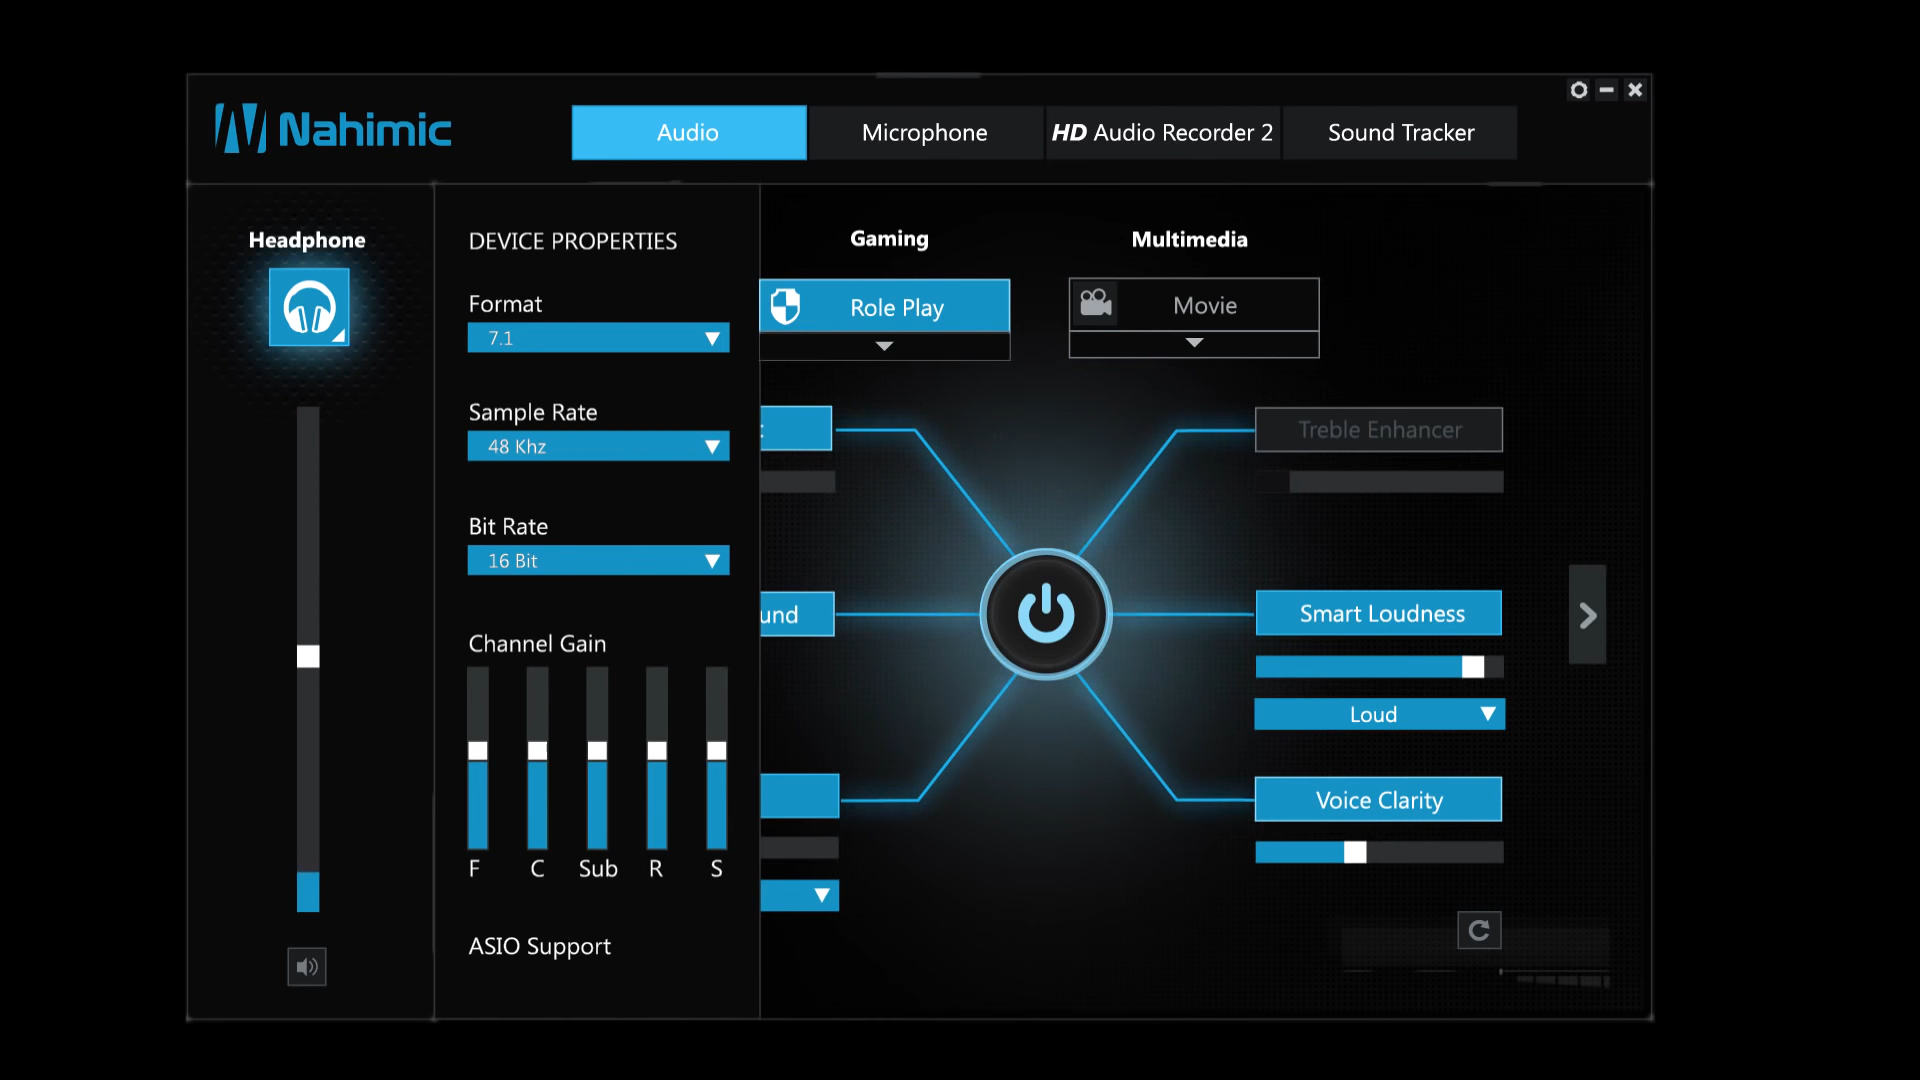 Nahimic
Audio
Microphone
HD Audio Recorder 2
Sound Tracker
Headphone
DEVICE PROPERTIES
Format
7.1
Sample Rate
48 Khz
Bit Rate
16 Bit
Channel Gain
F C Sub R S
ASIO Support
Gaming
Role Play
Multimedia
Movie
und
Treble Enhancer
Smart Loudness
Loud
Voice Clarity